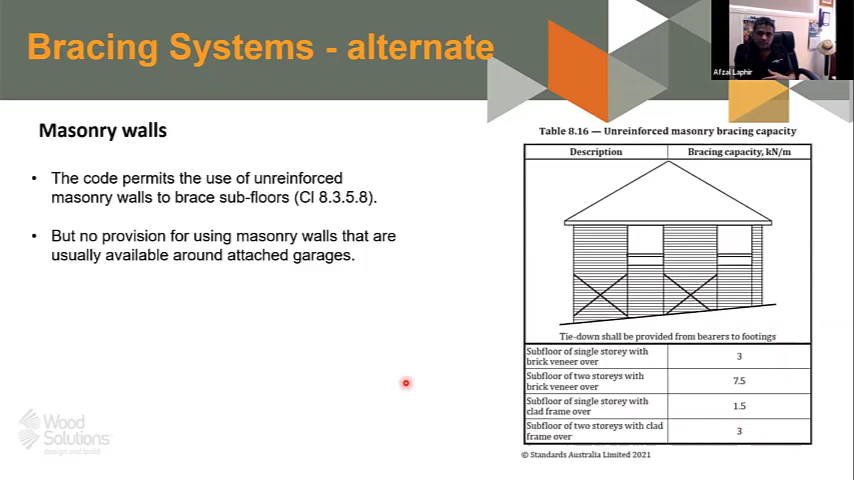 Bracing Systems - alternate
Afzal Laphir
Masonry walls
• The code permits the use of unreinforced
masonry walls to brace sub-floors (Cl 8.3.5.8).
• But no provision for using masonry walls that are
usually available around attached garages.
Table 8.16 — Unreinforced masonry bracing capacity
Description Bracing capacity, kN/m
Tie-down shall be provided from bearers to footings
Subfloor of single storey with
brick veneer over
3
Subfloor of two storeys with
brick veneer over
7.5
Subfloor of single storey with
clad frame over
1.5
Subfloor of two storeys with clad
frame over
3
© Standards Australia Limited 2021
Wood
Solutions
design and build